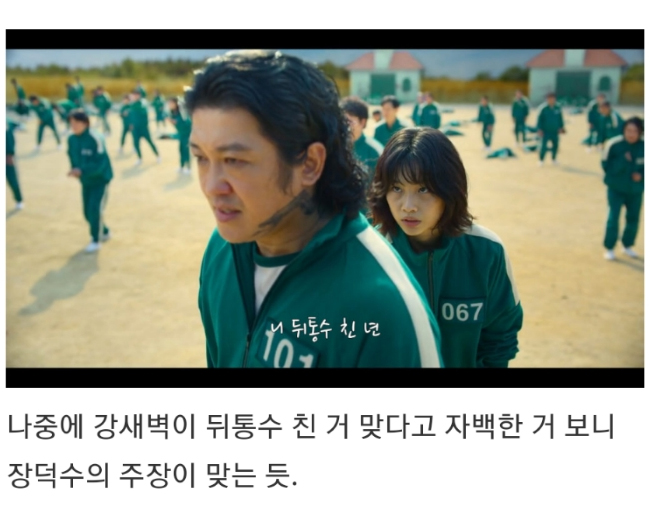 067
니 뒤통수 친 년
101
나중에 강새벽이 뒤통수 친 거 맞다고 자백한 거 보니
장덕수의 주장이 맞는 듯.